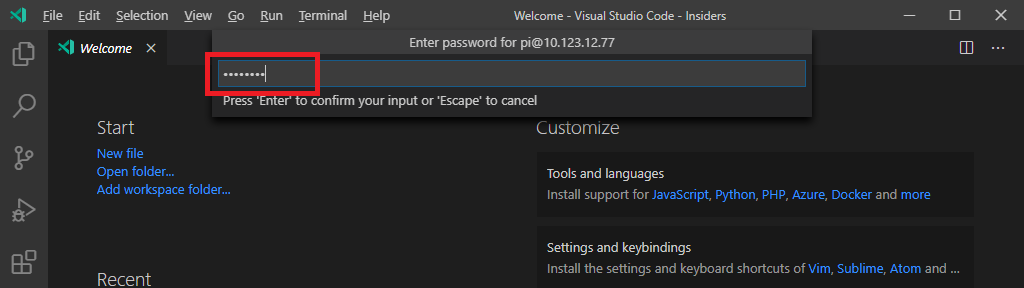 File Edit Selection View Go Run Terminal Help Welcome - Visual Studio Code - Insiders
Welcome
Enter password for pi@10.123.12.77
••••••••
Press 'Enter' to confirm your input or 'Escape' to cancel
Start
New file
Open folder...
Add workspace folder...
Recent
Customize
Tools and languages
Install support for JavaScript, Python, PHP, Azure, Docker and more
Settings and keybindings
Install the settings and keyboard shortcuts of Vim, Sublime, Atom and ...